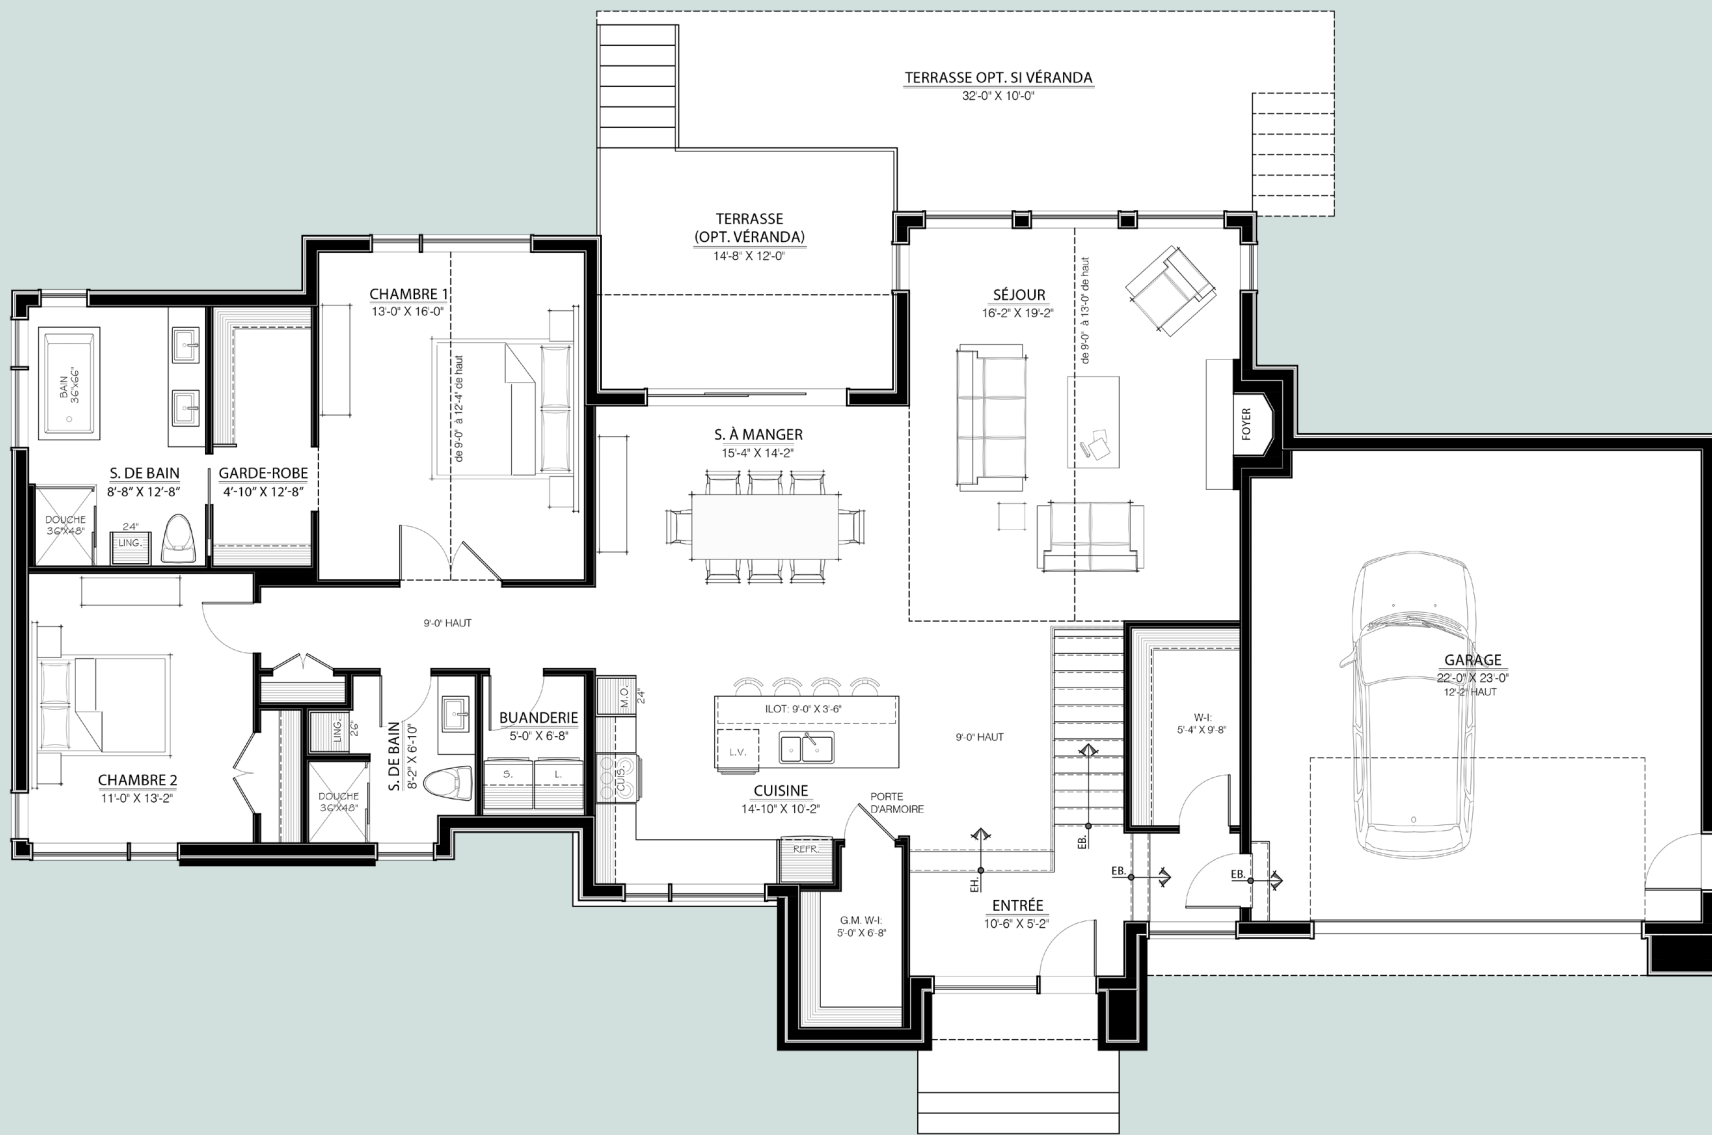 TERRASSE OPT. SI VÉRANDA
32'-0" X 10'-0"
TERRASSE
(OPT. VÉRANDA)
14'-8" X 12'-0"
CHAMBRE 1
13'-0" X 16'-0"
de 9'-0" à 12'-4" de haut
SÉJOUR
16'-2" X 19'-2"
de 9'-0" à 13'-0" de haut
FOYER
BAIN
36"x66"
S. DE BAIN
8'-8" X 12'-8"
GARDE-ROBE
4'-10" X 12'-8"
DOUCHE
36"X48"
24"
LING.
S. À MANGER
15'-4" X 14'-2"
9'-0" HAUT
CHAMBRE 2
11'-0" X 13'-2"
LING.
26"
DOUCHE
36"X48"
S. DE BAIN
8'-2" X 6'-10"
BUANDERIE
5'-0" X 6'-8"
S.
L.
M.O.
24"
CUIS.
ILOT: 9'-0" X 3'-6"
L.V.
CUISINE
14'-10" X 10'-2"
PORTE
D'ARMOIRE
REFR.
G.M. W-I:
5'-0" X 6'-8"
9'-0" HAUT
EH.
EB.
ENTRÉE
10'-6" X 5'-2"
W-I:
5'-4" X 9'-8"
EB.
EB.
GARAGE
22'-0" X 23'-0"
12'-2" HAUT